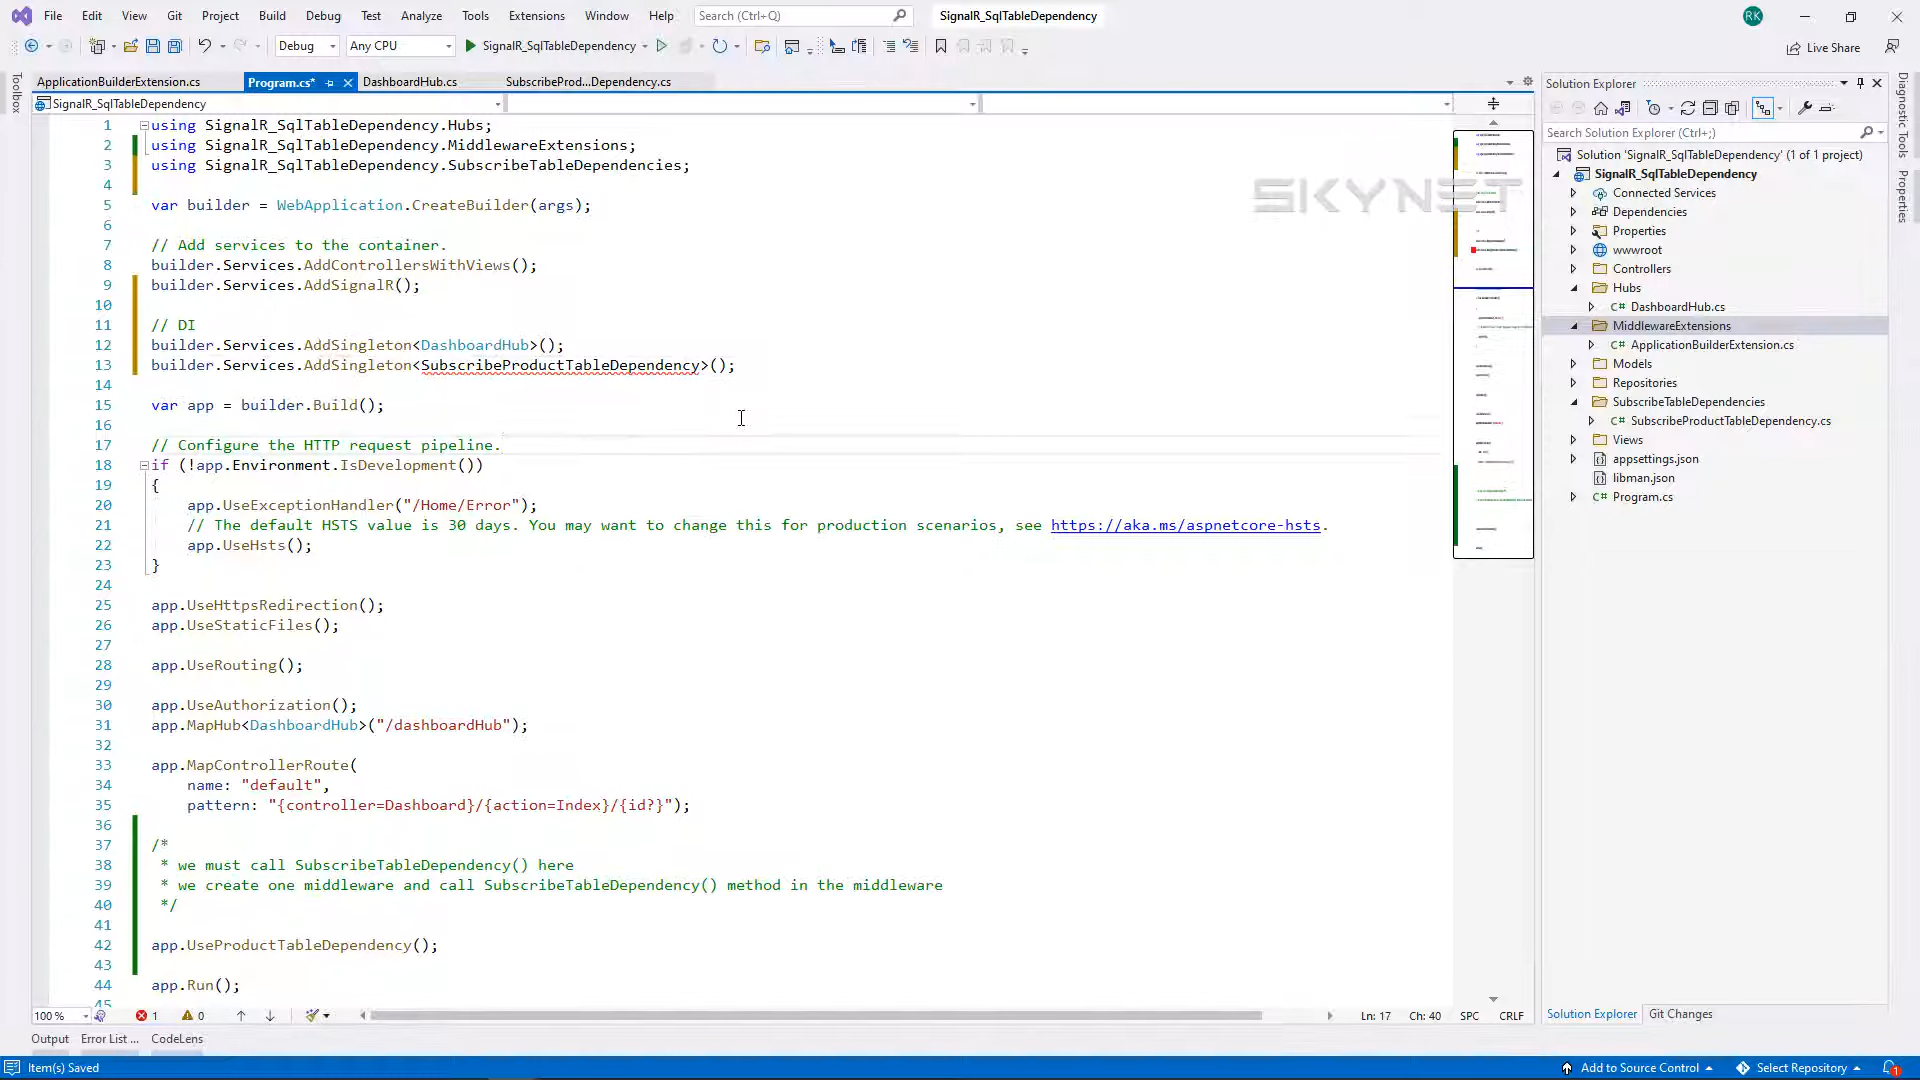 File Edit View Git Project Build Debug Test Analyze Tools Extensions Window Help Search (Ctrl+Q) SignalR_SqlTableDependency RK
Debug Any CPU SignalR_SqlTableDependency Live Share
Toolbox
ApplicationBuilderExtension.cs Program.cs* DashboardHub.cs SubscribeProd...Dependency.cs
SignalR_SqlTableDependency
1 using SignalR_SqlTableDependency.Hubs;
2 using SignalR_SqlTableDependency.MiddlewareExtensions;
3 using SignalR_SqlTableDependency.SubscribeTableDependencies;
4
5 var builder = WebApplication.CreateBuilder(args);
6
7 // Add services to the container.
8 builder.Services.AddControllersWithViews();
9 builder.Services.AddSignalR();
10
11 // DI
12 builder.Services.AddSingleton<DashboardHub>();
13 builder.Services.AddSingleton<SubscribeProductTableDependency>();
14
15 var app = builder.Build();
16
17 // Configure the HTTP request pipeline.
18 if (!app.Environment.IsDevelopment())
19 {
20 app.UseExceptionHandler("/Home/Error");
21 // The default HSTS value is 30 days. You may want to change this for production scenarios, see https://aka.ms/aspnetcore-hsts.
22 app.UseHsts();
23 }
24
25 app.UseHttpsRedirection();
26 app.UseStaticFiles();
27
28 app.UseRouting();
29
30 app.UseAuthorization();
31 app.MapHub<DashboardHub>("/dashboardHub");
32
33 app.MapControllerRoute(
34 name: "default",
35 pattern: "{controller=Dashboard}/{action=Index}/{id?}");
36
37 /*
38 * we must call SubscribeTableDependency() here
39 * we create one middleware and call SubscribeTableDependency() method in the middleware
40 */
41
42 app.UseProductTableDependency();
43
44 app.Run();
45
SKYNET
100 % 1 0 Ln: 17 Ch: 40 SPC CRLF
Output Error List ... CodeLens
Solution Explorer
Search Solution Explorer (Ctrl+;)
Solution 'SignalR_SqlTableDependency' (1 of 1 project)
SignalR_SqlTableDependency
Connected Services
Dependencies
Properties
wwwroot
Controllers
Hubs
C# DashboardHub.cs
MiddlewareExtensions
C# ApplicationBuilderExtension.cs
Models
Repositories
SubscribeTableDependencies
C# SubscribeProductTableDependency.cs
Views
appsettings.json
libman.json
C# Program.cs
Solution Explorer Git Changes
Diagnostic Tools
Properties
Item(s) Saved Add to Source Control Select Repository 1